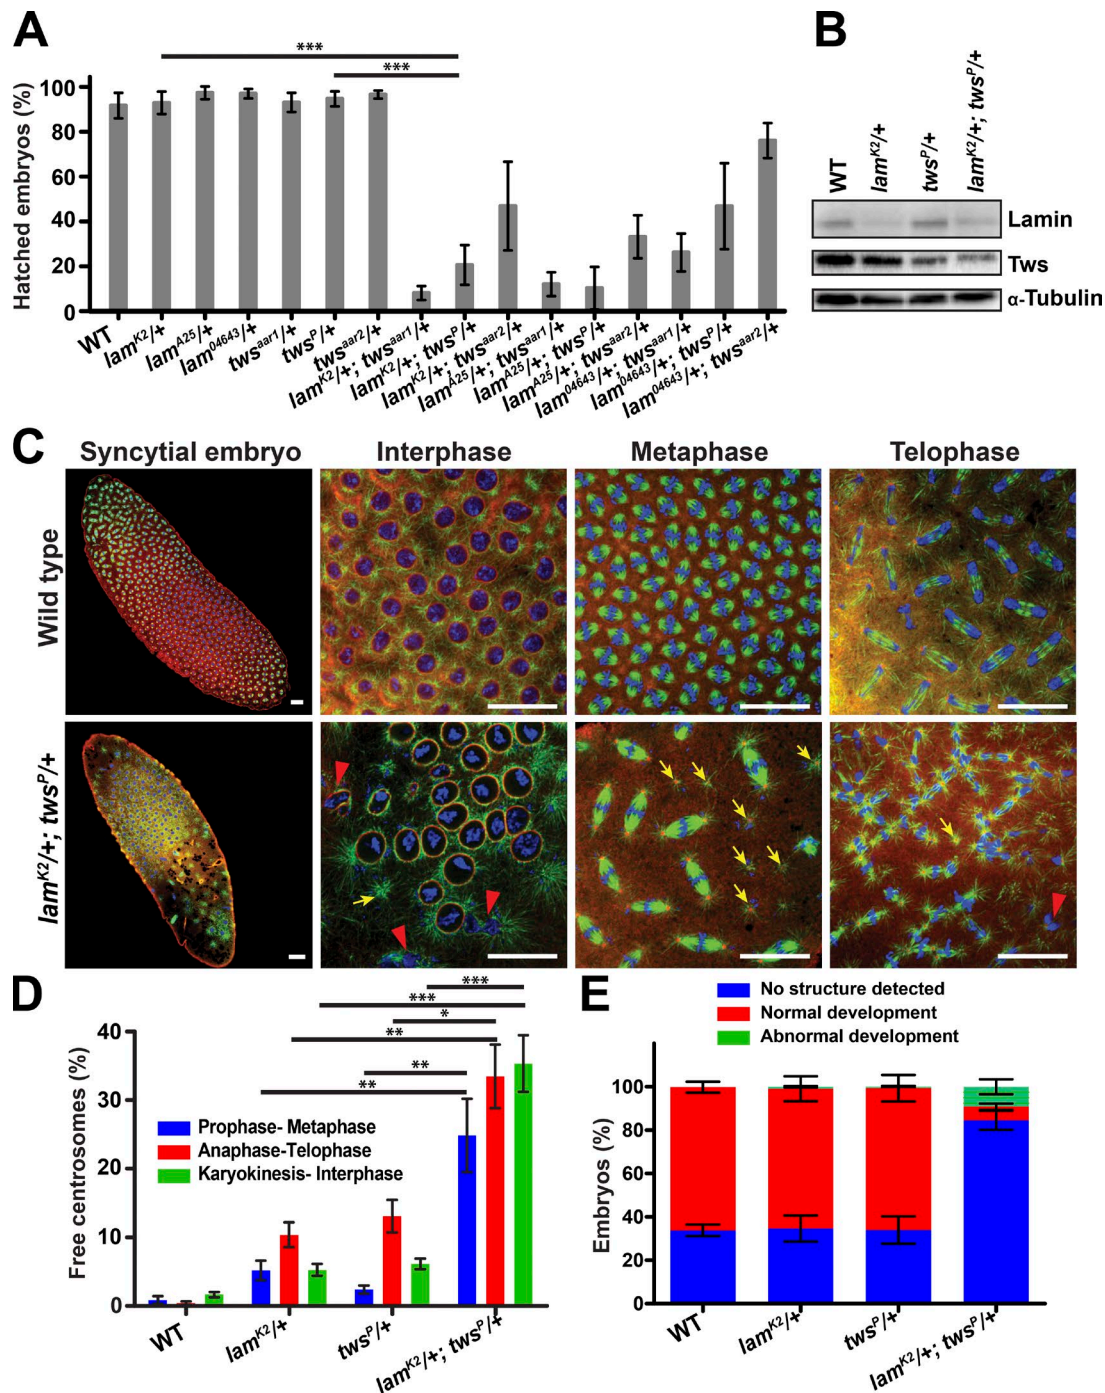 A
Hatched embryos (%)
100
80
60
40
20
0
***
***
WT
lam^K2/+
lam^A25/+
lam^04643/+
tws^aar1/+
tws^P/+
tws^aar2/+
lam^K2/+; tws^aar1/+
lam^K2/+; tws^P/+
lam^K2/+; tws^aar2/+
lam^A25/+; tws^aar1/+
lam^A25/+; tws^P/+
lam^A25/+; tws^aar2/+
lam^04643/+; tws^aar1/+
lam^04643/+; tws^P/+
lam^04643/+; tws^aar2/+
B
WT
lam^K2/+
tws^P/+
lam^K2/+; tws^P/+
Lamin
Tws
α-Tubulin
C
Syncytial embryo
Interphase
Metaphase
Telophase
Wild type
lam^K2/+; tws^P/+
D
Free centrosomes (%)
40
30
20
10
0
***
***
*
**
**
**
Prophase- Metaphase
Anaphase-Telophase
Karyokinesis- Interphase
WT
lam^K2/+
tws^P/+
lam^K2/+; tws^P/+
E
No structure detected
Normal development
Abnormal development
Embryos (%)
100
80
60
40
20
0
WT
lam^K2/+
tws^P/+
lam^K2/+; tws^P/+